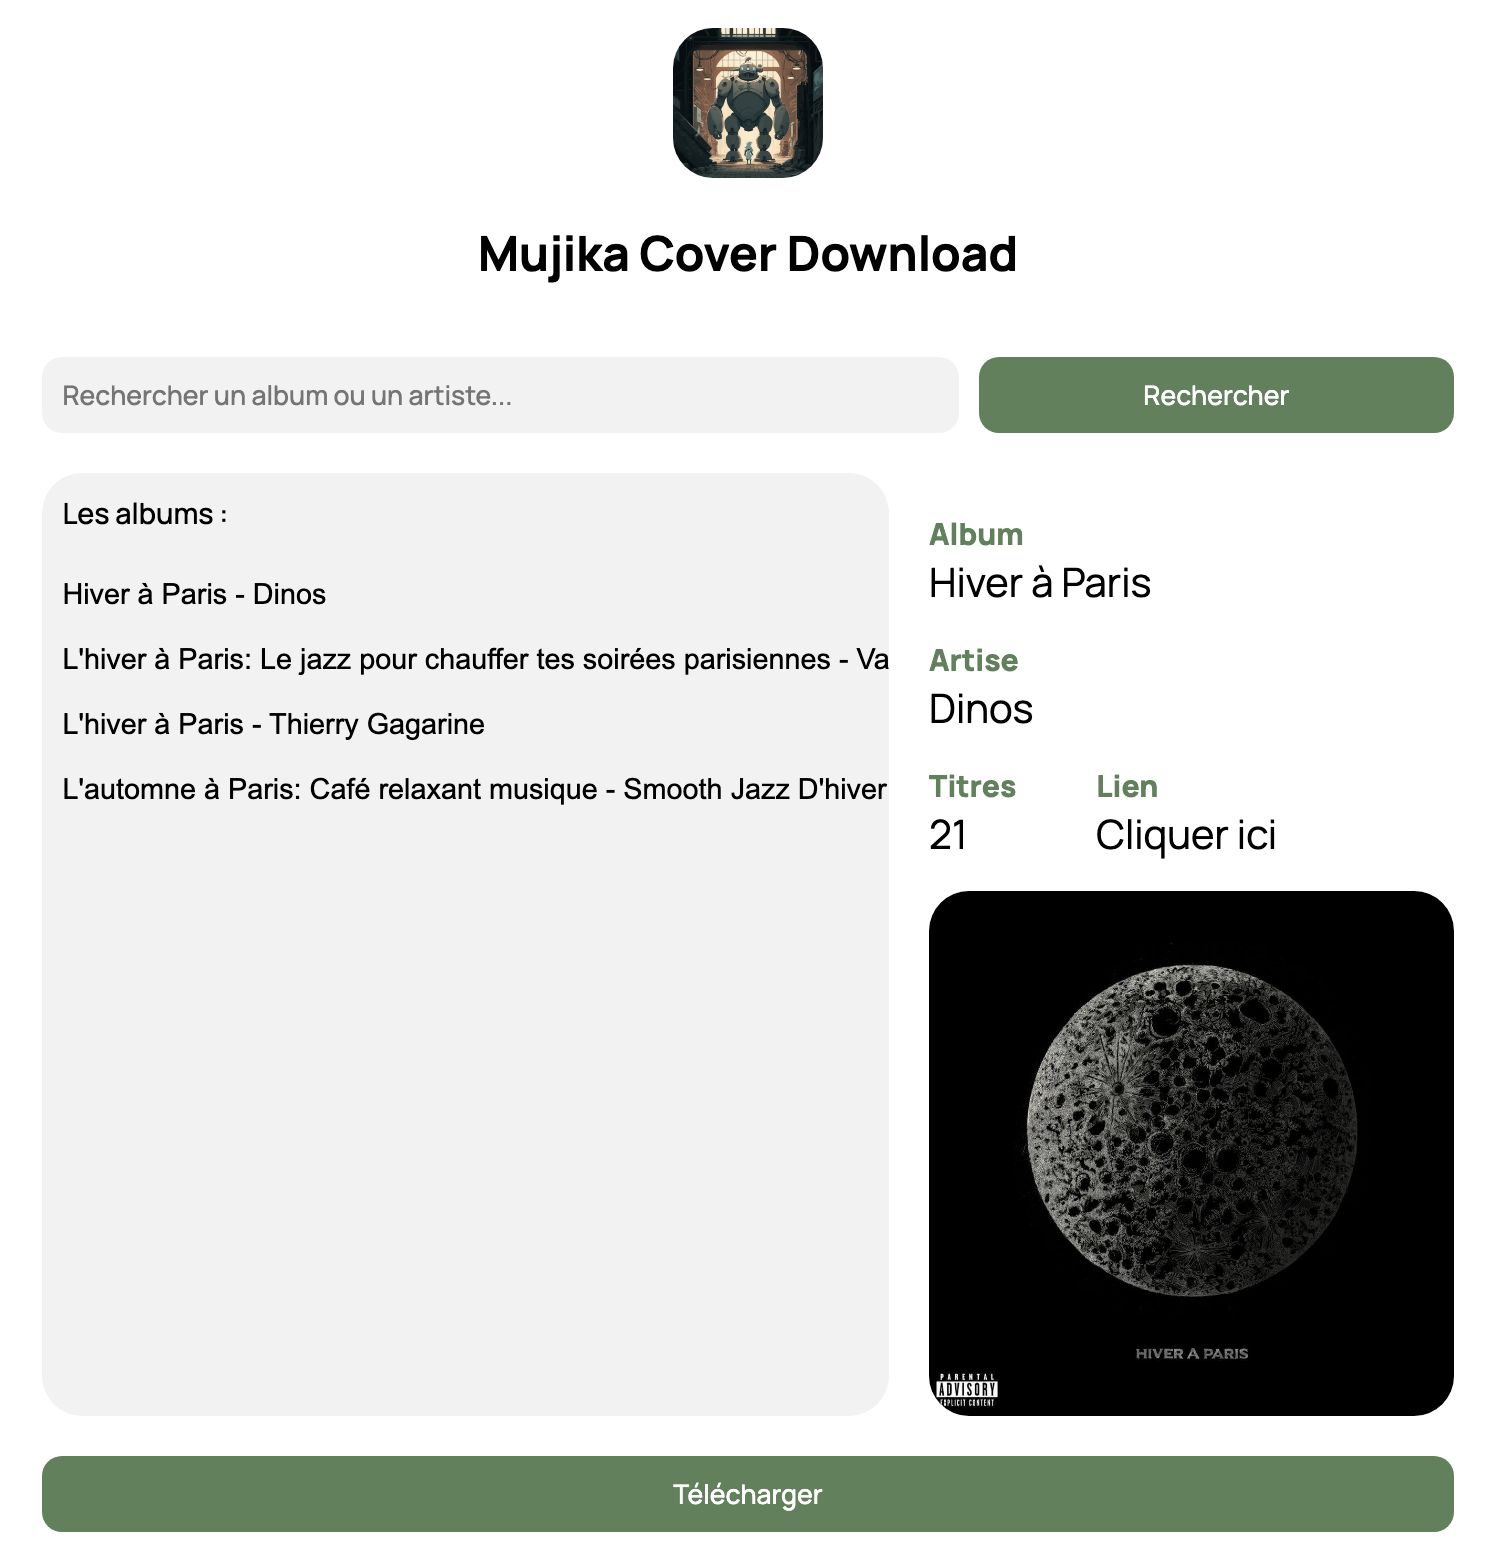 Mujika Cover Download
Rechercher un album ou un artiste...
Rechercher
Les albums :
Hiver à Paris - Dinos
L'hiver à Paris: Le jazz pour chauffer tes soirées parisiennes - Va
L'hiver à Paris - Thierry Gagarine
L'automne à Paris: Café relaxant musique - Smooth Jazz D'hiver
Album
Hiver à Paris
Artise
Dinos
Titres
21
Lien
Cliquer ici
HIVER A PARIS
PARENTAL
ADVISORY
EXPLICIT CONTENT
Télécharger